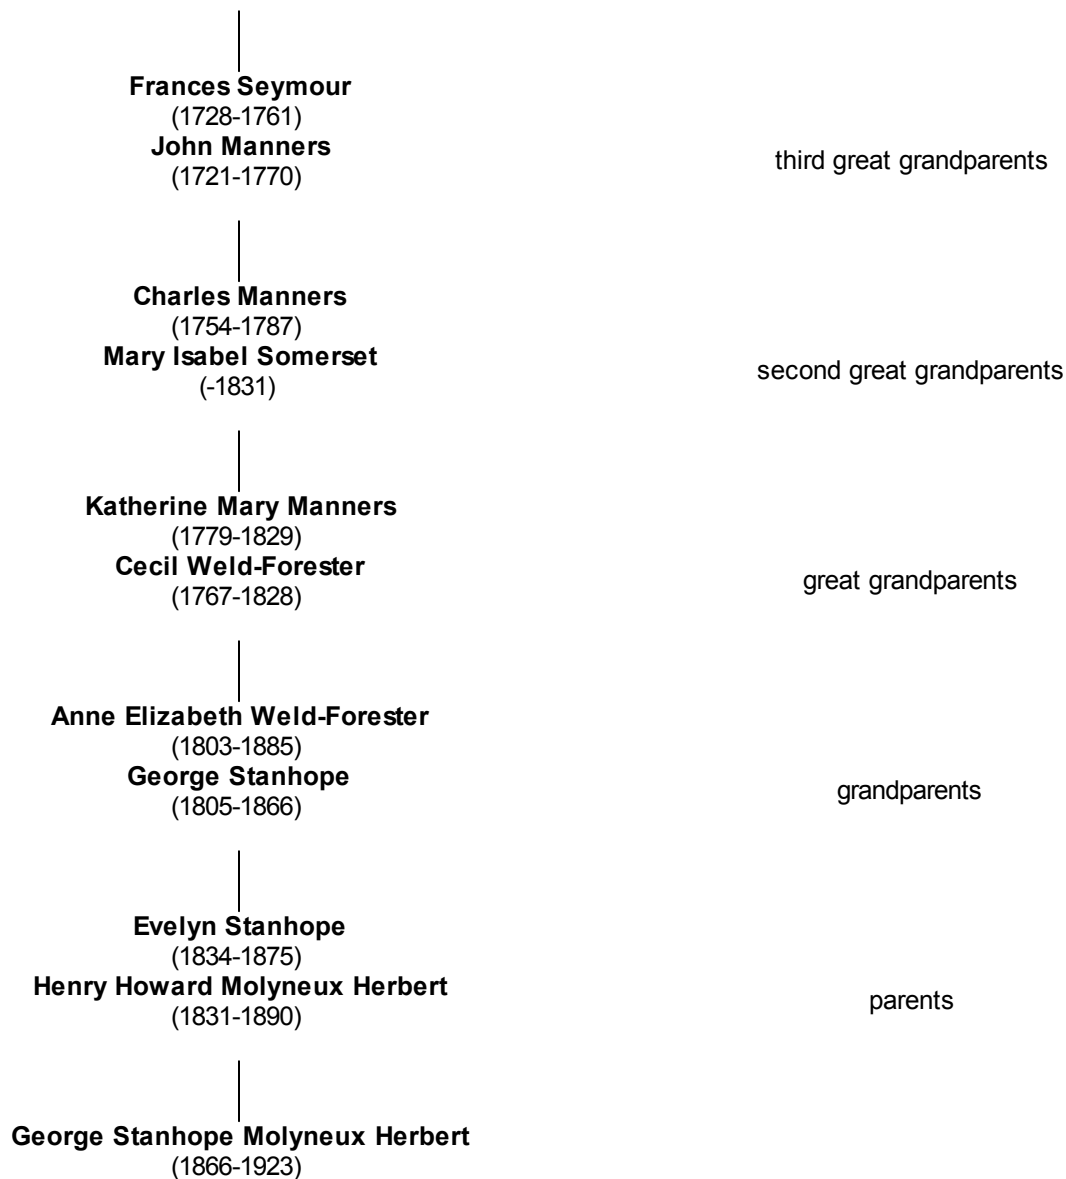 Frances Seymour
(1728-1761)
John Manners
(1721-1770)
third great grandparents
Charles Manners
(1754-1787)
Mary Isabel Somerset
(-1831)
second great grandparents
Katherine Mary Manners
(1779-1829)
Cecil Weld-Forester
(1767-1828)
great grandparents
Anne Elizabeth Weld-Forester
(1803-1885)
George Stanhope
(1805-1866)
grandparents
Evelyn Stanhope
(1834-1875)
Henry Howard Molyneux Herbert
(1831-1890)
parents
George Stanhope Molyneux Herbert
(1866-1923)